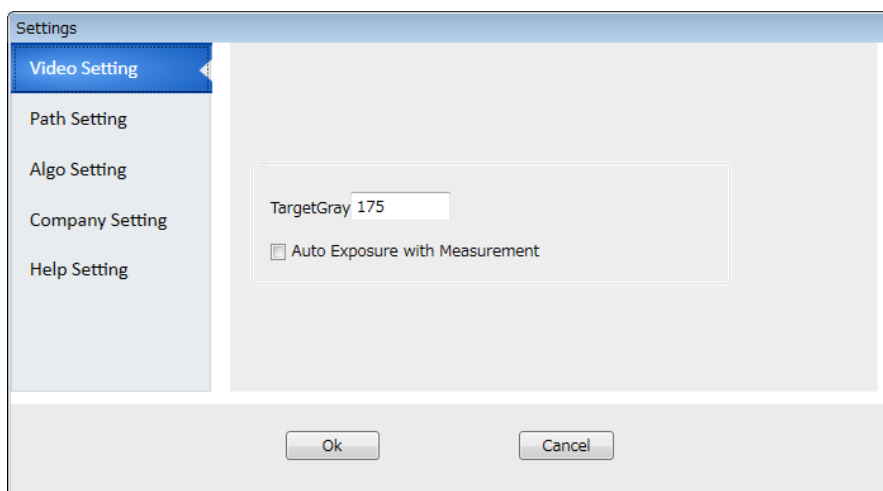 Settings
Video Setting
Path Setting
Algo Setting
Company Setting
Help Setting
TargetGray 175
Auto Exposure with Measurement
Ok
Cancel